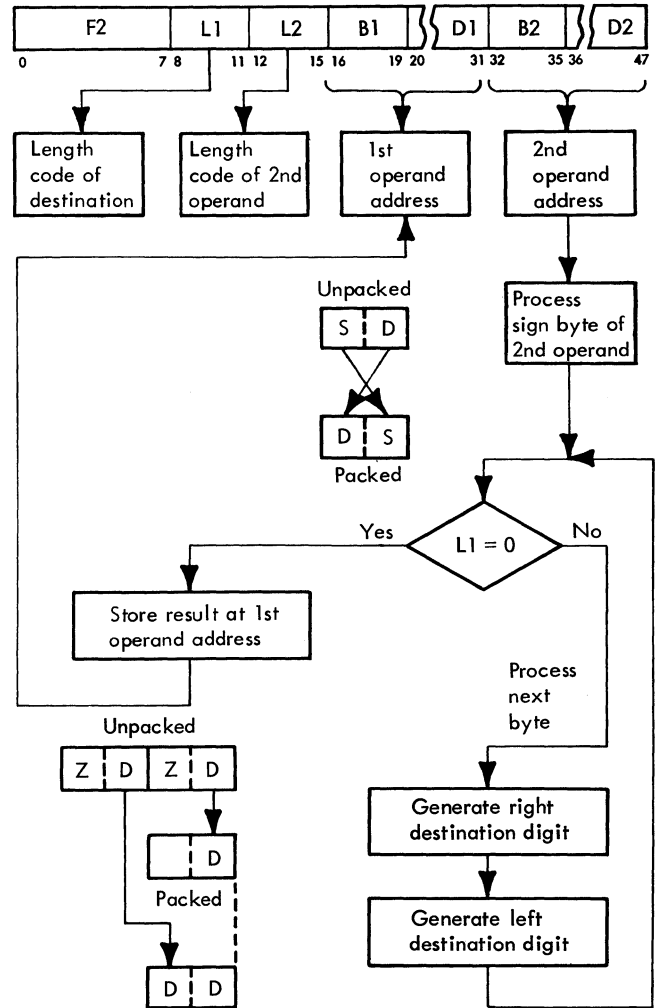 F2 L1 L2 B1 D1 B2 D2
0 7 8 11 12 15 16 19 20 31 32 35 36 47
Length
code of
destination
Length
code of 2nd
operand
1st
operand
address
2nd
operand
address
Unpacked
S D
D S
Packed
Process
sign byte of
2nd operand
Yes
L1 = 0
No
Store result at 1st
operand address
Process
next
byte
Unpacked
Z D Z D
D
Packed
D D
Generate right
destination digit
Generate left
destination digit